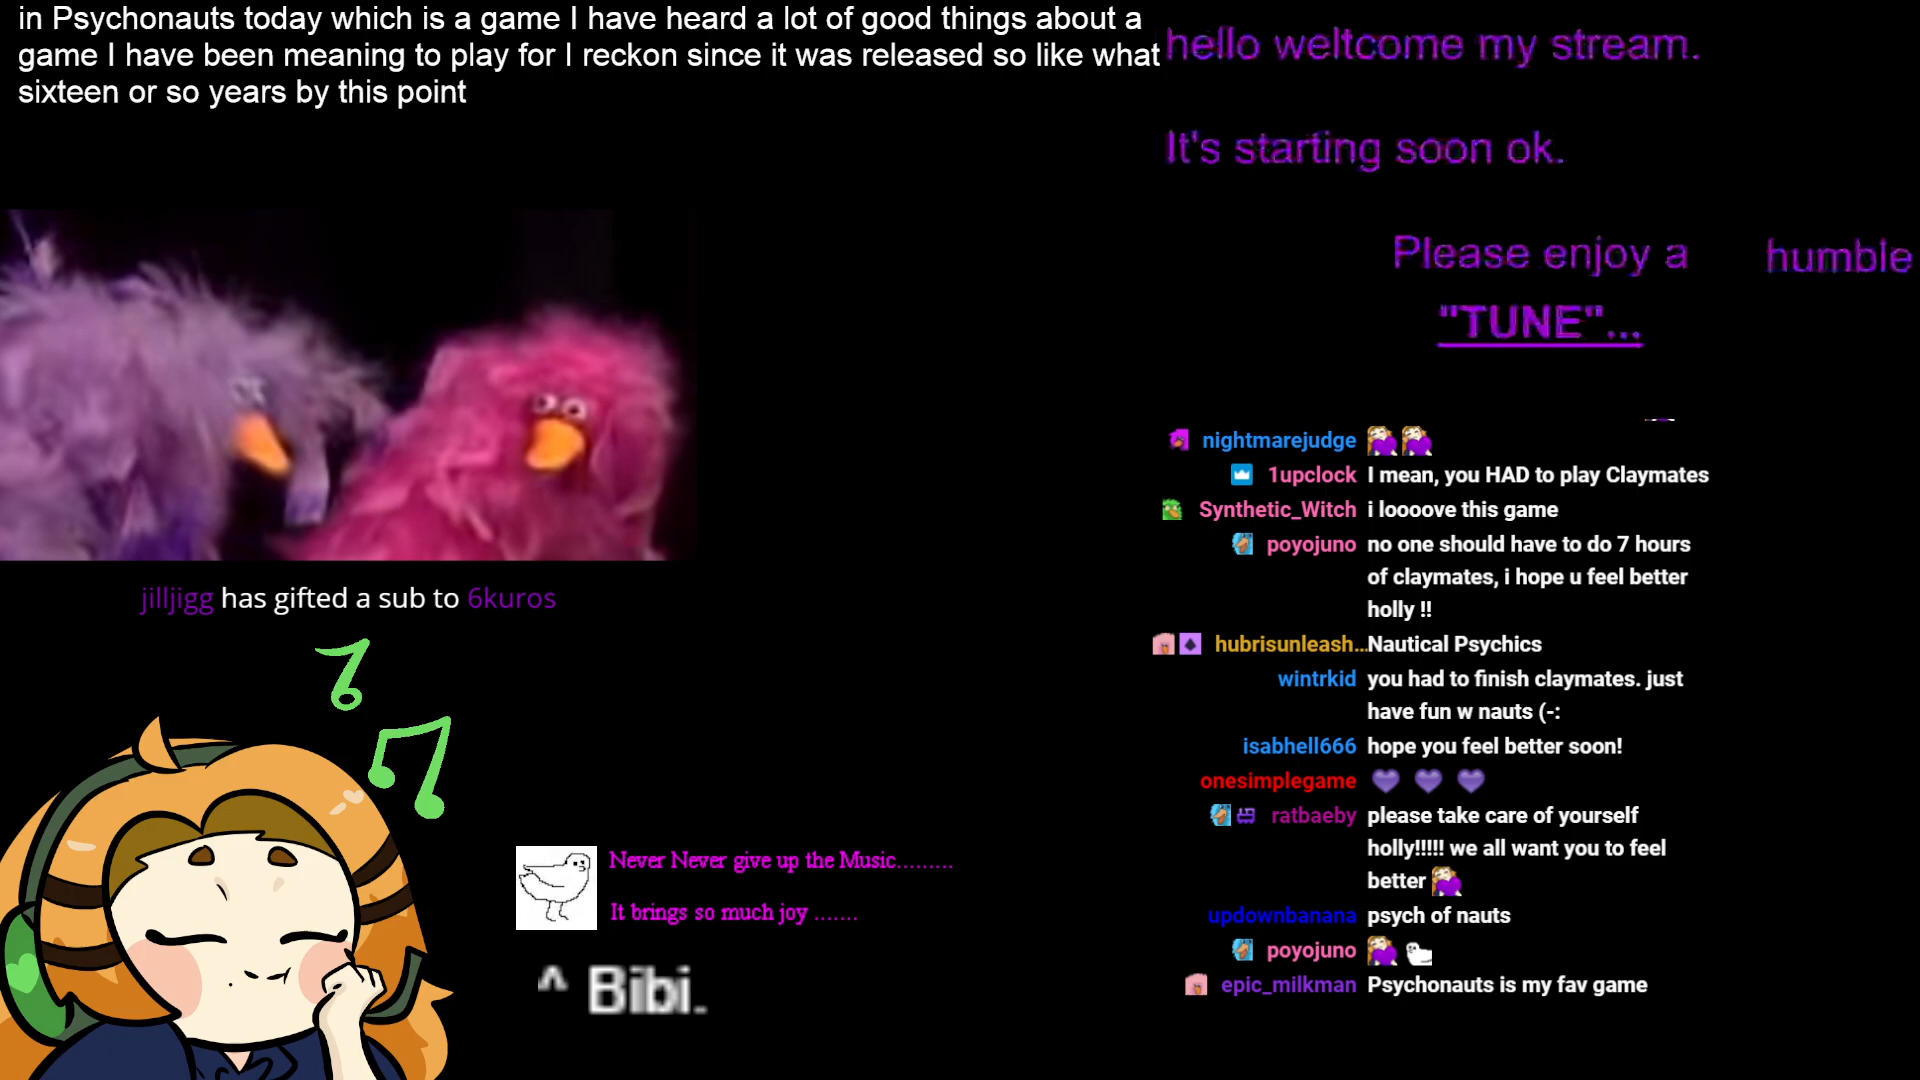 in Psychonauts today which is a game I have heard a lot of good things about a
game I have been meaning to play for I reckon since it was released so like what
sixteen or so years by this point
hello weltcome my stream.
It's starting soon ok.
Please enjoy a humble
"TUNE"...
jilljigg has gifted a sub to 6kuros
Never Never give up the Music.........
It brings so much joy .......
^ Bibi.
nightmarejudge
1upclock I mean, you HAD to play Claymates
Synthetic_Witch i loooove this game
poyojuno no one should have to do 7 hours
of claymates, i hope u feel better
holly !!
hubrisunleash... Nautical Psychics
wintrkid you had to finish claymates. just
have fun w nauts (-:
isabhell666 hope you feel better soon!
onesimplegame
ratbaeby please take care of yourself
holly!!!!! we all want you to feel
better
updownbanana psych of nauts
poyojuno
epic_milkman Psychonauts is my fav game